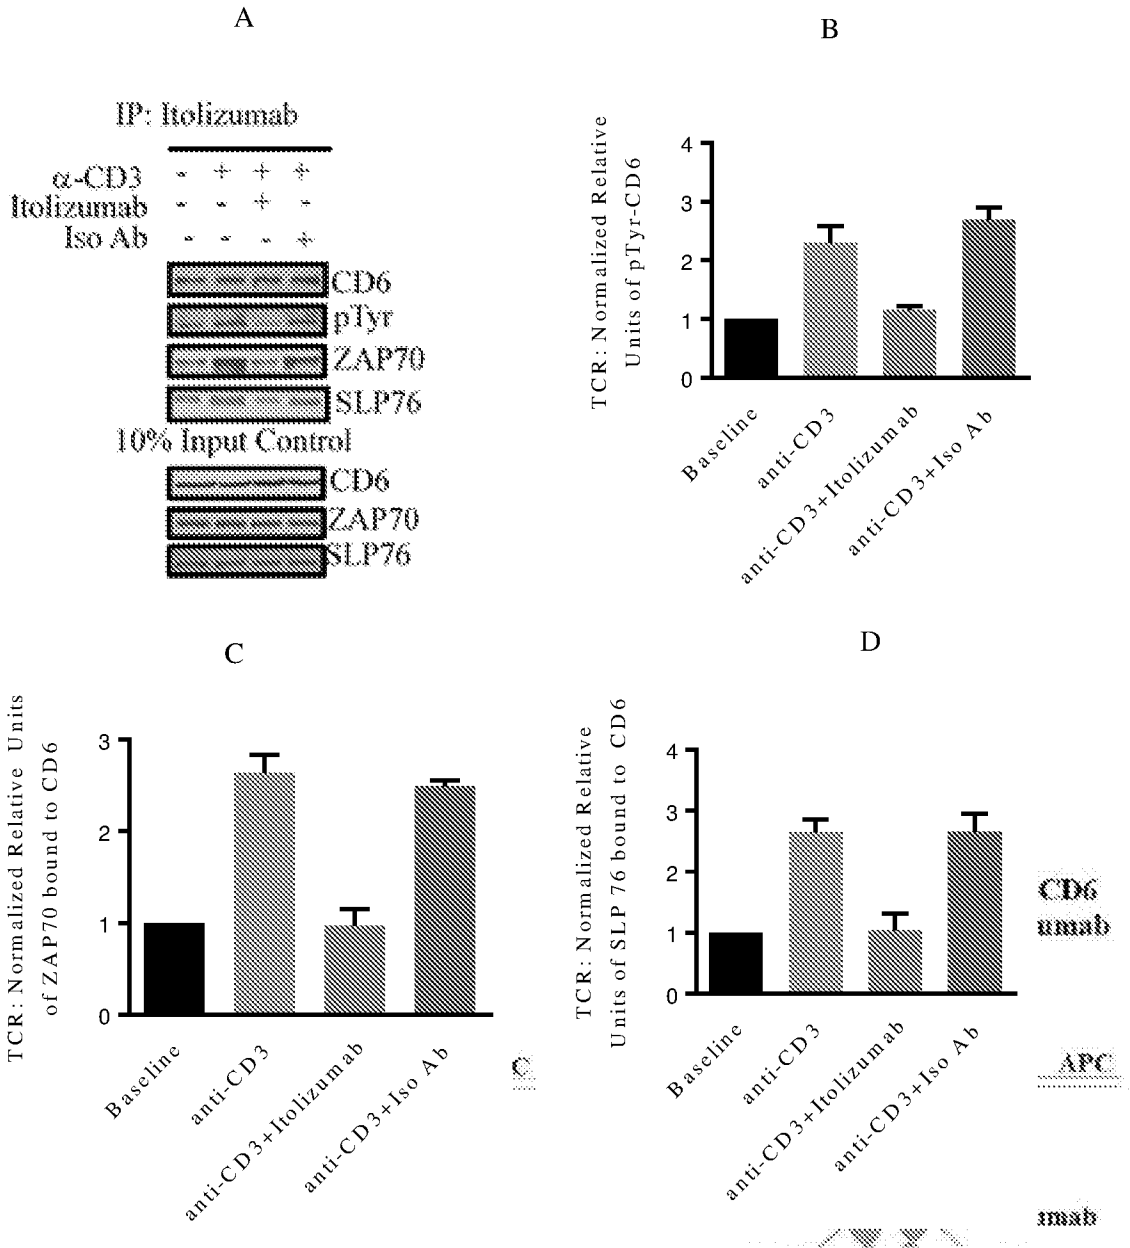 A
IP: Itolizumab
α-CD3 - + + +
Itolizumab - - + -
Iso Ab - - - +
CD6
pTyr
ZAP70
SLP76
10% Input Control
CD6
ZAP70
SLP76
B
TCR: Normalized Relative
Units of pTyr-CD6
4
3
2
1
0
Baseline
anti-CD3
anti-CD3+Itolizumab
anti-CD3+Iso Ab
C
TCR: Normalized Relative Units
of ZAP70 bound to CD6
3
2
1
0
Baseline
anti-CD3
anti-CD3+Itolizumab
anti-CD3+Iso Ab
C
D
TCR: Normalized Relative
Units of SLP 76 bound to CD6
4
3
2
1
0
Baseline
anti-CD3
anti-CD3+Itolizumab
anti-CD3+Iso Ab
CD6
umab
APC